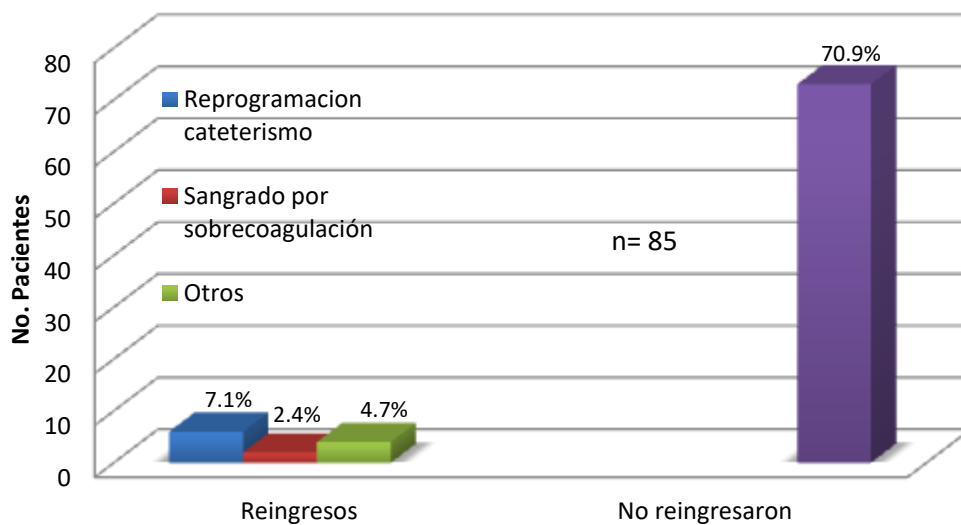 No. Pacientes
80
70
60
50
40
30
20
10
0
Reprogramacion
cateterismo
Sangrado por
sobrecoagulación
Otros
n= 85
7.1%
2.4%
4.7%
70.9%
Reingresos
No reingresaron